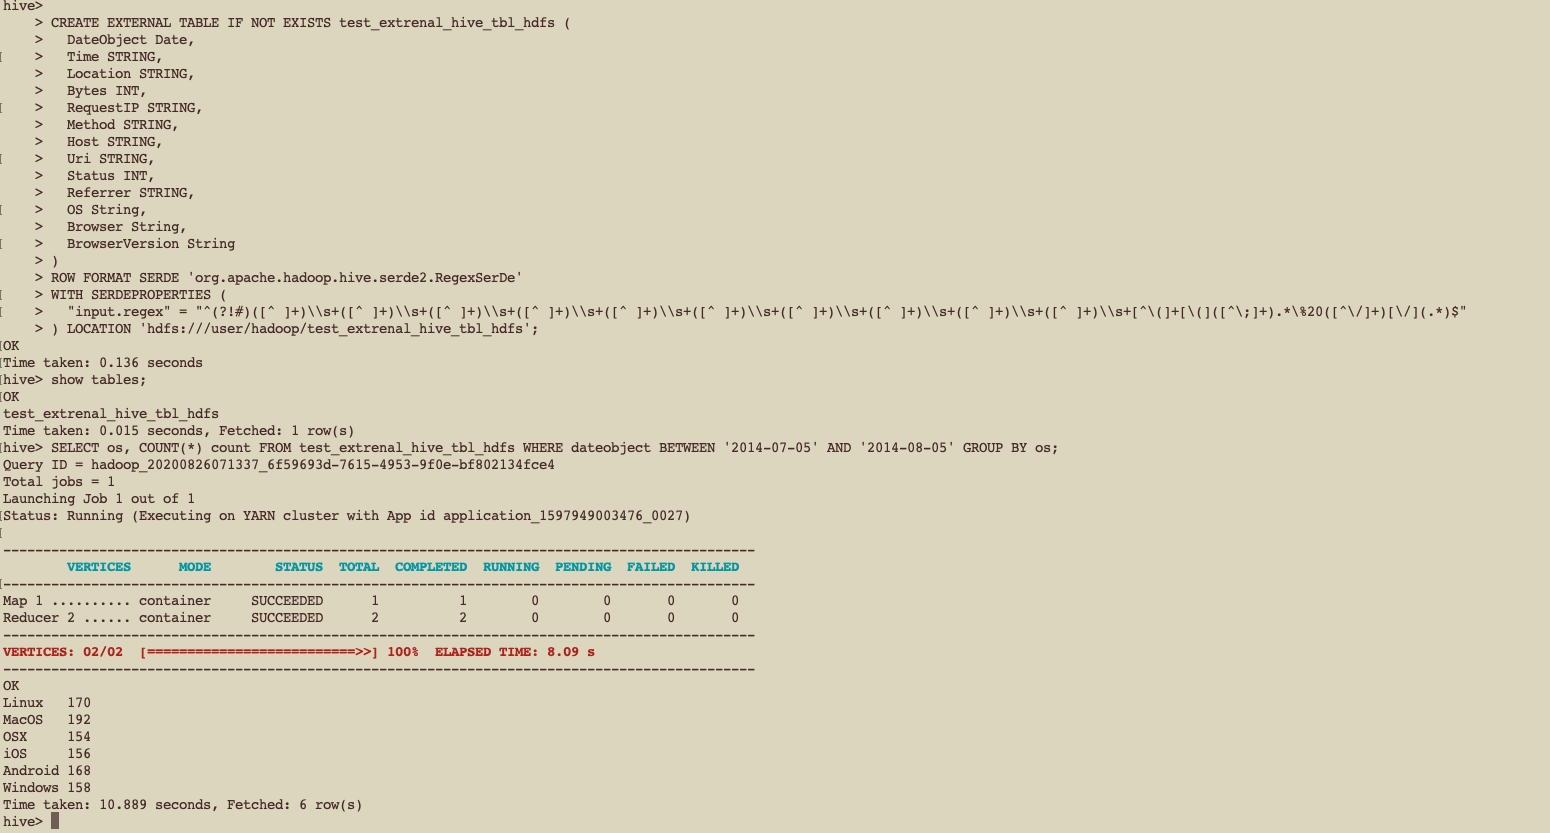 hive>
    > CREATE EXTERNAL TABLE IF NOT EXISTS test_extrenal_hive_tbl_hdfs (
    >   DateObject Date,
[    >   Time STRING,
    >   Location STRING,
    >   Bytes INT,
[    >   RequestIP STRING,
    >   Method STRING,
    >   Host STRING,
[    >   Uri STRING,
    >   Status INT,
    >   Referrer STRING,
[    >   OS String,
    >   Browser String,
[    >   BrowserVersion String
    > )
    > ROW FORMAT SERDE 'org.apache.hadoop.hive.serde2.RegexSerDe'
[    > WITH SERDEPROPERTIES (
[    >   "input.regex" = "^(?!#)([^ ]+)\\s+([^ ]+)\\s+([^ ]+)\\s+([^ ]+)\\s+([^ ]+)\\s+([^ ]+)\\s+([^ ]+)\\s+([^ ]+)\\s+([^ ]+)\\s+([^ ]+)\\s+[^\(]+[\(]([^\;]+).*\%20([^\/]+)[\/](.*)$"
    > ) LOCATION 'hdfs:///user/hadoop/test_extrenal_hive_tbl_hdfs';
[OK
[Time taken: 0.136 seconds
[hive> show tables;
[OK
test_extrenal_hive_tbl_hdfs
Time taken: 0.015 seconds, Fetched: 1 row(s)
[hive> SELECT os, COUNT(*) count FROM test_extrenal_hive_tbl_hdfs WHERE dateobject BETWEEN '2014-07-05' AND '2014-08-05' GROUP BY os;
Query ID = hadoop_20200826071337_6f59693d-7615-4953-9f0e-bf802134fce4
Total jobs = 1
Launching Job 1 out of 1
[Status: Running (Executing on YARN cluster with App id application_1597949003476_0027)
[
----------------------------------------------------------------------------------------------
        VERTICES      MODE        STATUS  TOTAL  COMPLETED  RUNNING  PENDING  FAILED  KILLED
[----------------------------------------------------------------------------------------------
Map 1 .......... container     SUCCEEDED      1          1        0        0       0       0
Reducer 2 ...... container     SUCCEEDED      2          2        0        0       0       0
----------------------------------------------------------------------------------------------
VERTICES: 02/02  [==========================>>] 100%  ELAPSED TIME: 8.09 s
----------------------------------------------------------------------------------------------
OK
Linux   170
MacOS   192
OSX     154
iOS     156
Android 168
Windows 158
Time taken: 10.889 seconds, Fetched: 6 row(s)
hive>